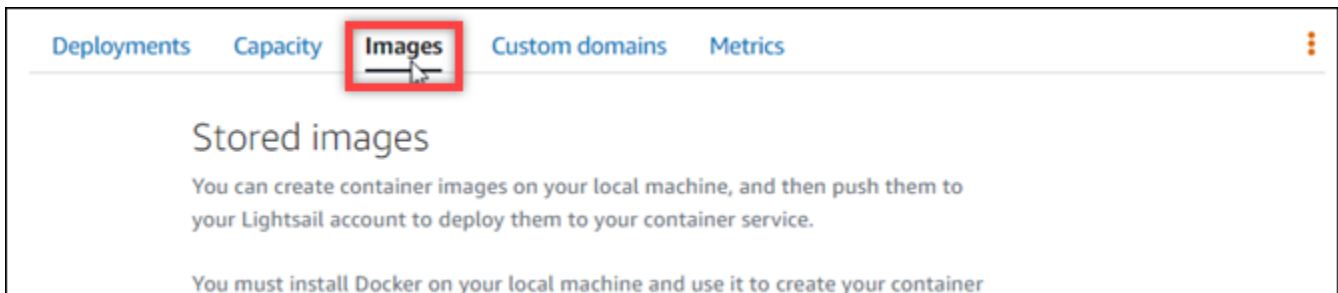 Deployments Capacity Images Custom domains Metrics
Stored images
You can create container images on your local machine, and then push them to
your Lightsail account to deploy them to your container service.
You must install Docker on your local machine and use it to create your container